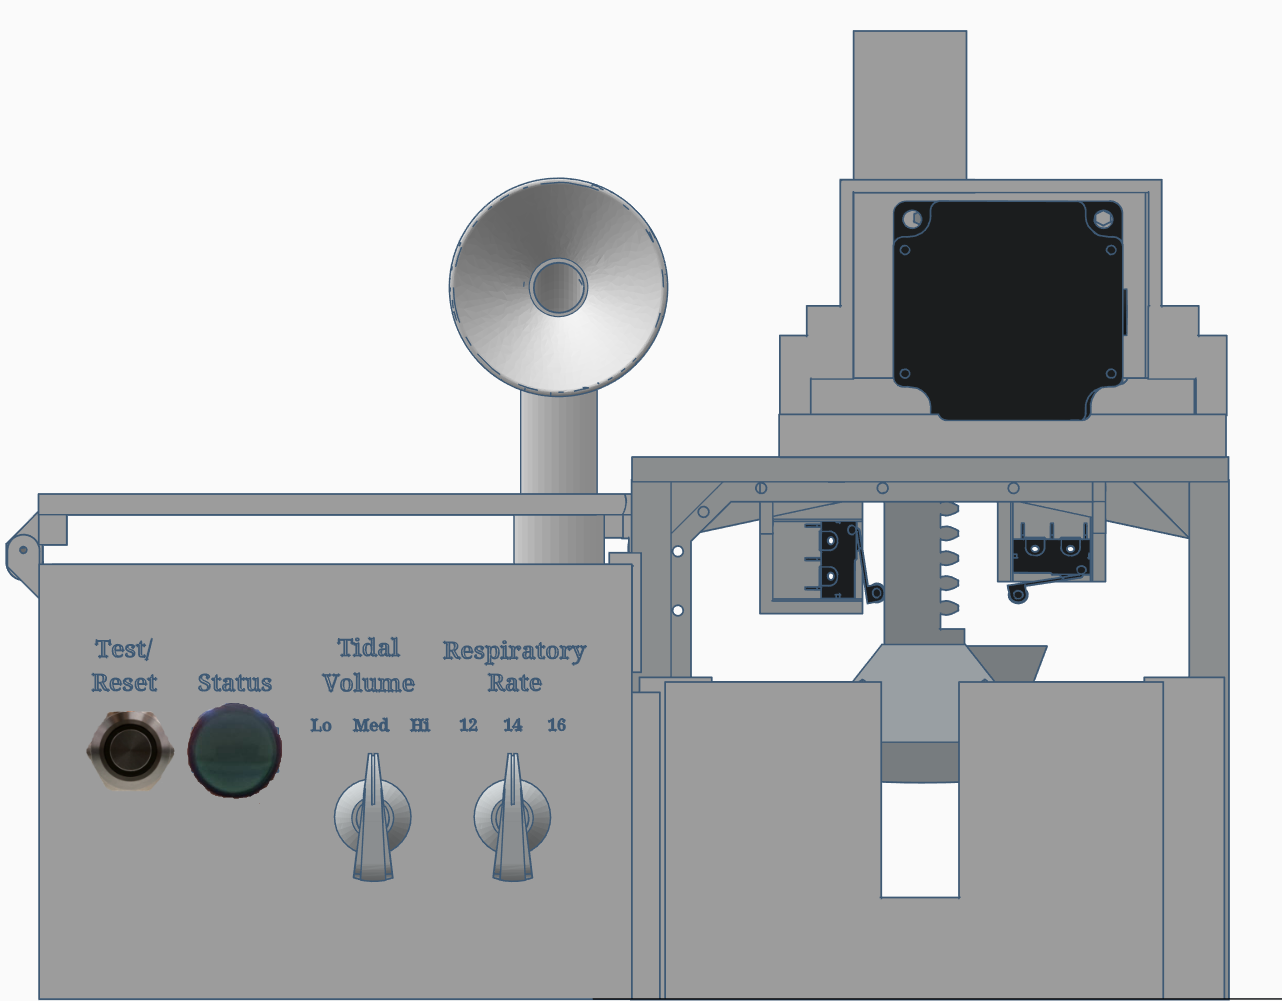 Test/
Reset
Status
Tidal
Volume
Respiratory
Rate
Lo Med Hi
12 14 16